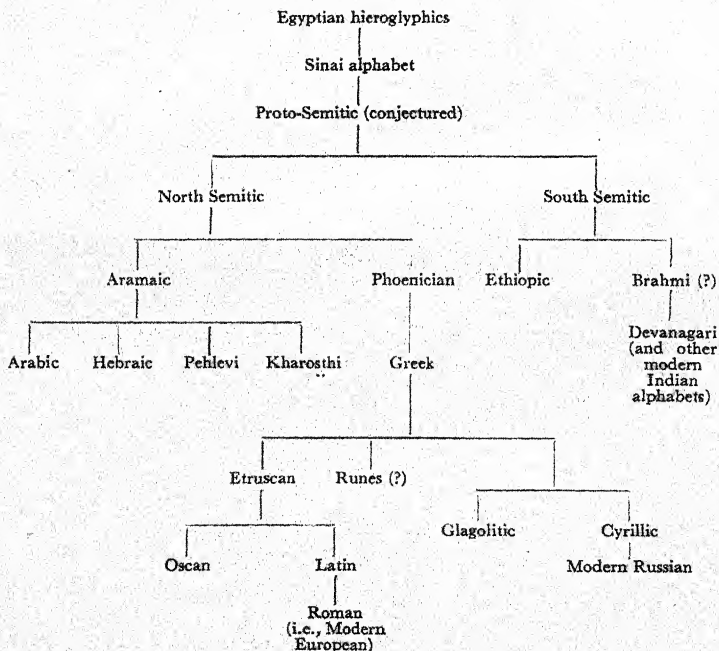 Egyptian hieroglyphics
Sinai alphabet
Proto-Semitic (conjectured)
North Semitic
South Semitic
Aramaic
Phoenician
Ethiopic
Brahmi (?)
Arabic
Hebraic
Pehlevi
Kharosthi
Greek
Devanagari
(and other
modern
Indian
alphabets)
Etruscan
Runes (?)
Glagolitic
Cyrillic
Oscan
Latin
Modern Russian
Roman
(i.e., Modern
European)